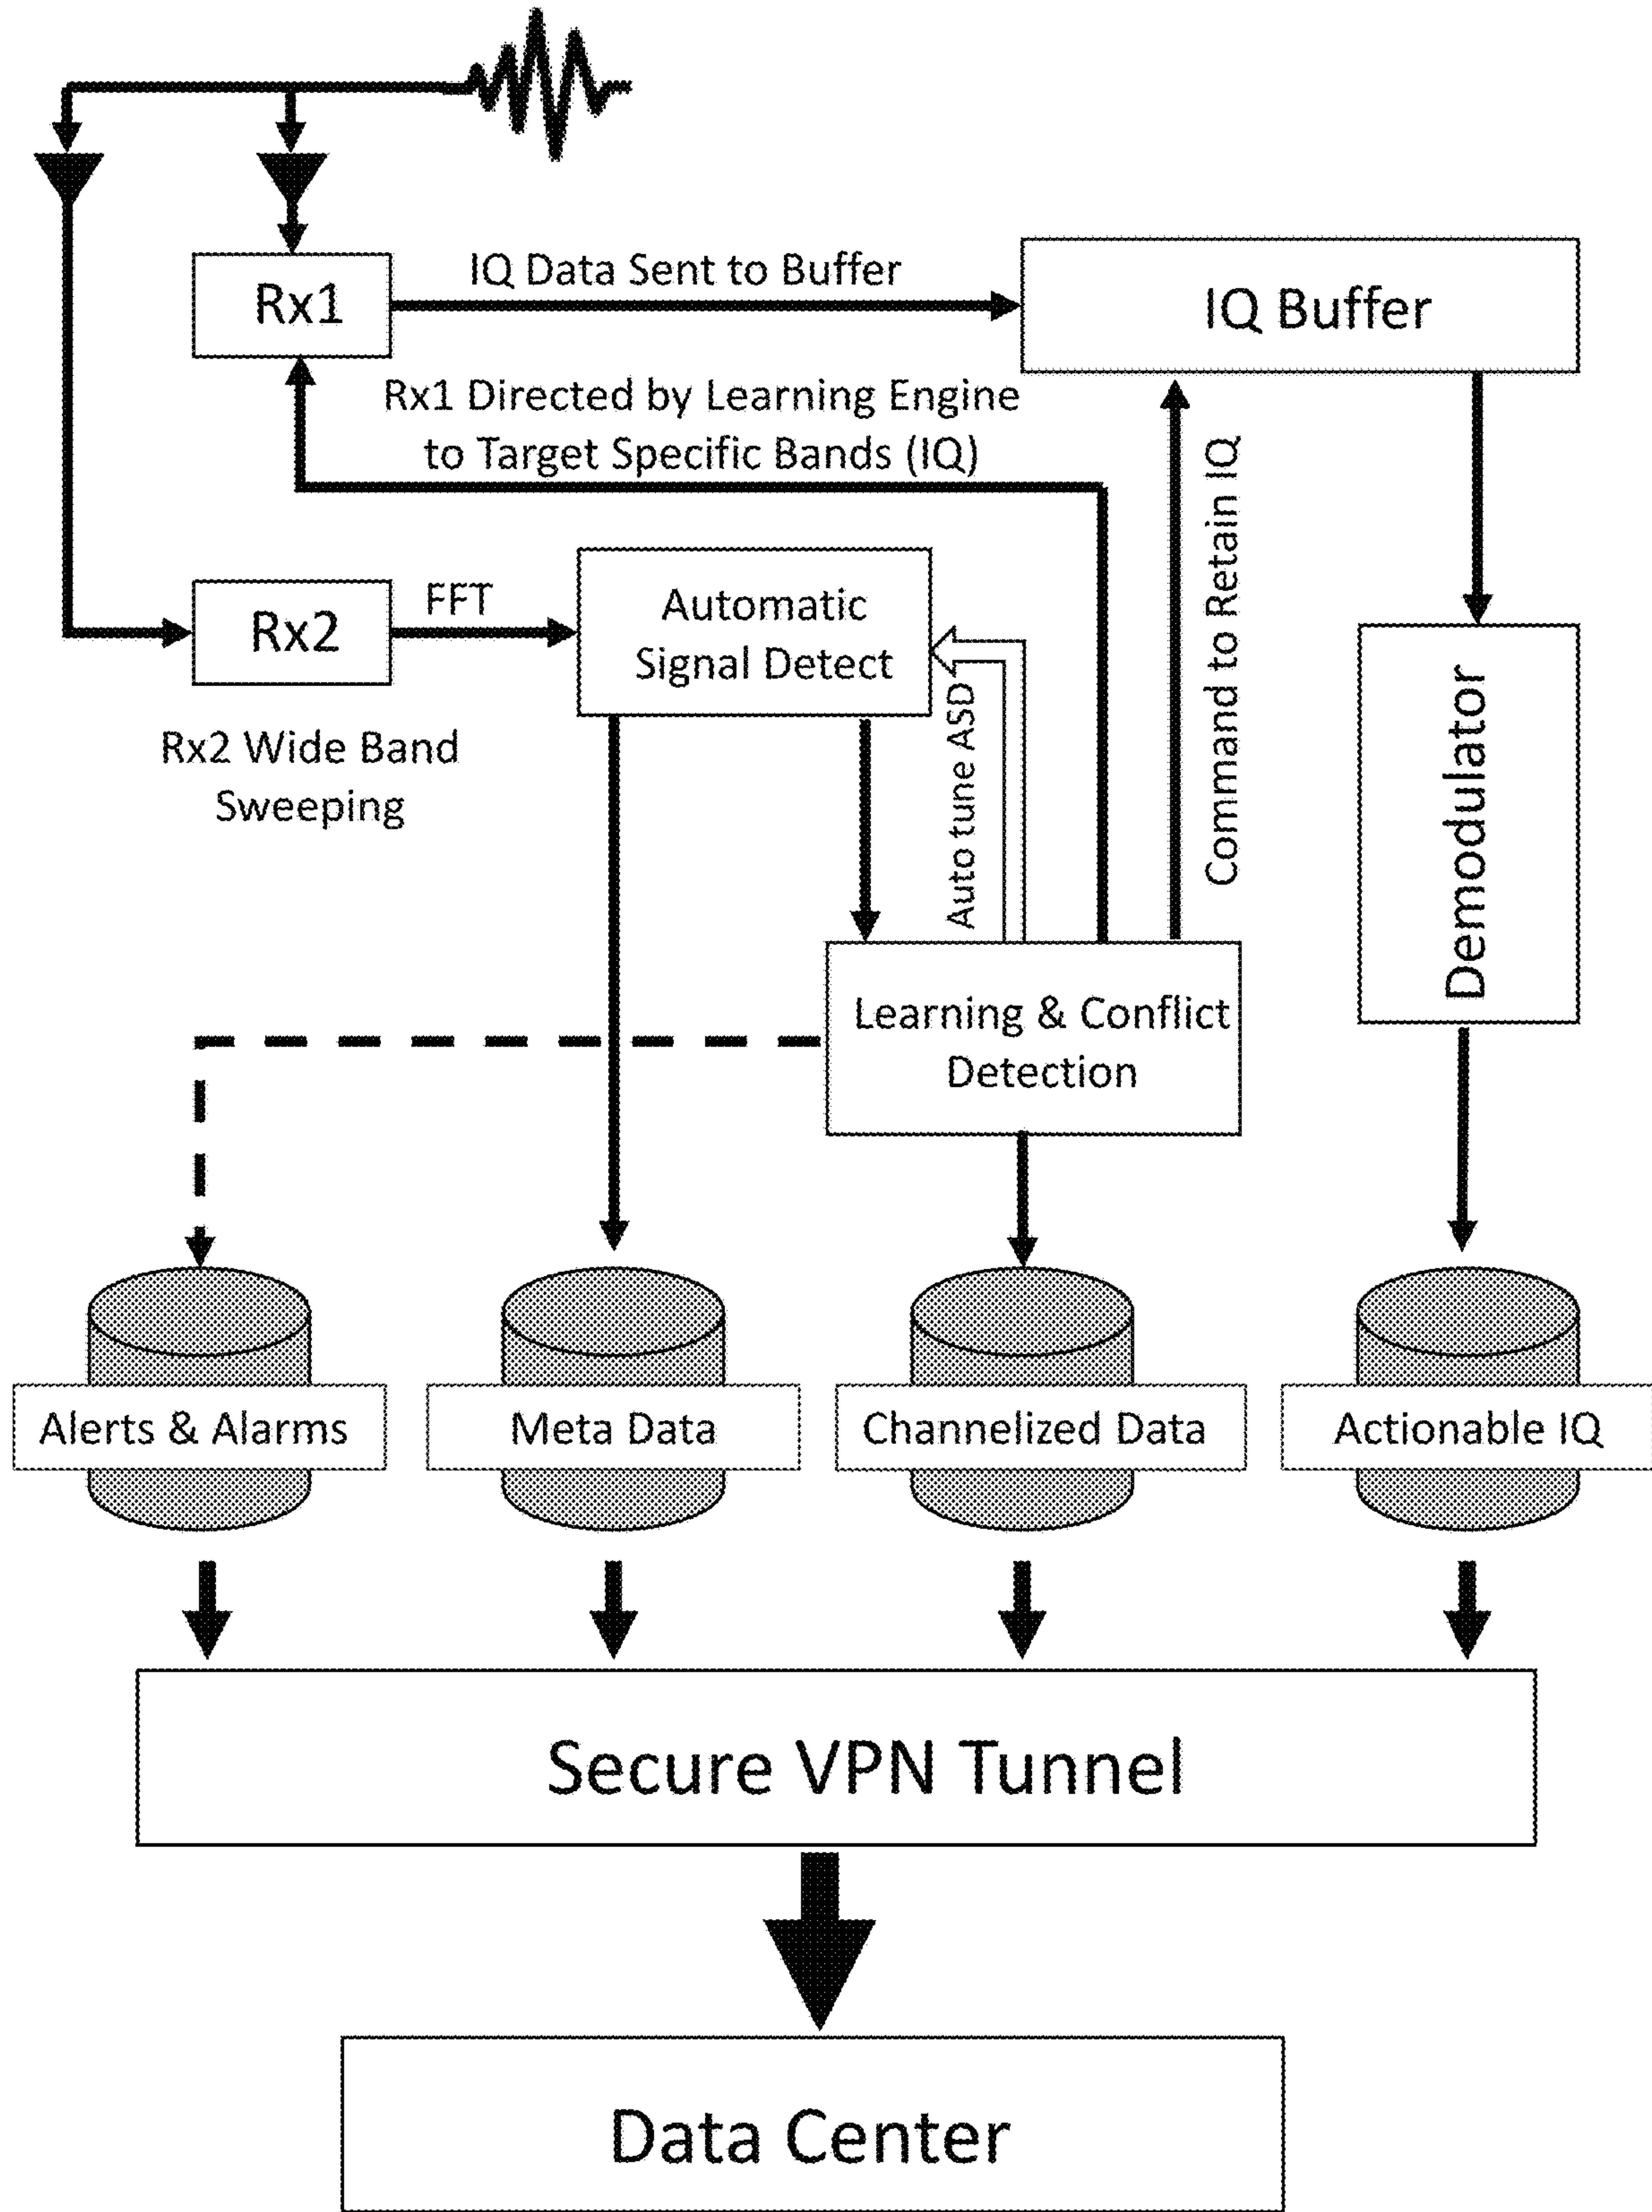 IQ Data Sent to Buffer
Rx1
IQ Buffer
Rx1 Directed by Learning Engine
to Target Specific Bands (IQ)
Command to Retain IQ
FFT
Rx2
Automatic
Signal Detect
Rx2 Wide Band
Sweeping
Auto tune ASD
Demodulator
Learning & Conflict
Detection
Alerts & Alarms
Meta Data
Channelized Data
Actionable IQ
Secure VPN Tunnel
Data Center